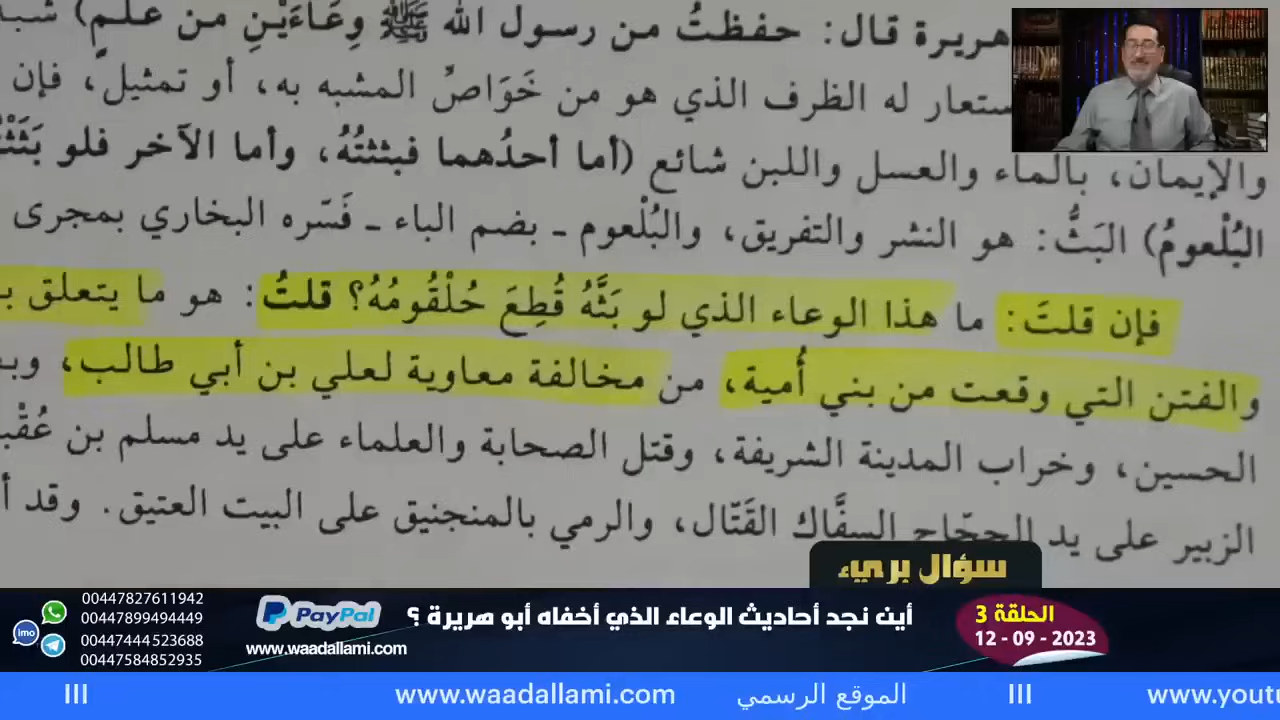 هريرة قال: حفظتُ من رسول الله ﷺ وِعَاءَيْنِ من علمٍ)
ستعار له الظرف الذي هو من خَوَاصِّ المشبه به، أو تمثيل، فإن
والإيمان، بالماء والعسل واللبن شائع (أما أحدُهما فبثثتُهُ، وأما الآخر فلو
البُلْعومُ) البَثُّ: هو النشر والتفريق، والبُلْعوم ـ بضم الباء ـ فَسّره البخاري بمجرى
فإن قلتَ: ما هذا الوعاء الذي لو بَثَّهُ قُطِعَ حُلْقُومُهُ؟ قلتُ: هو ما يتعلق
والفتن التي وقعت من بني أُمية، من مخالفة معاوية لعلي بن أبي طالب،
الحسين، وخراب المدينة الشريفة، وقتل الصحابة والعلماء على يد مسلم بن
الزبير على يد الحجّاج السفَّاك القَتّال، والرمي بالمنجنيق على البيت العتيق. وقد
سؤال بريء
الحلقة 3
12 - 09 - 2023
أين نجد أحاديث الوعاء الذي أخفاه أبو هريرة ؟
PayPal
www.waadallami.com
00447827611942
00447899494449
00447444523688
00447584852935
imo
www.waadallami.com الموقع الرسمي